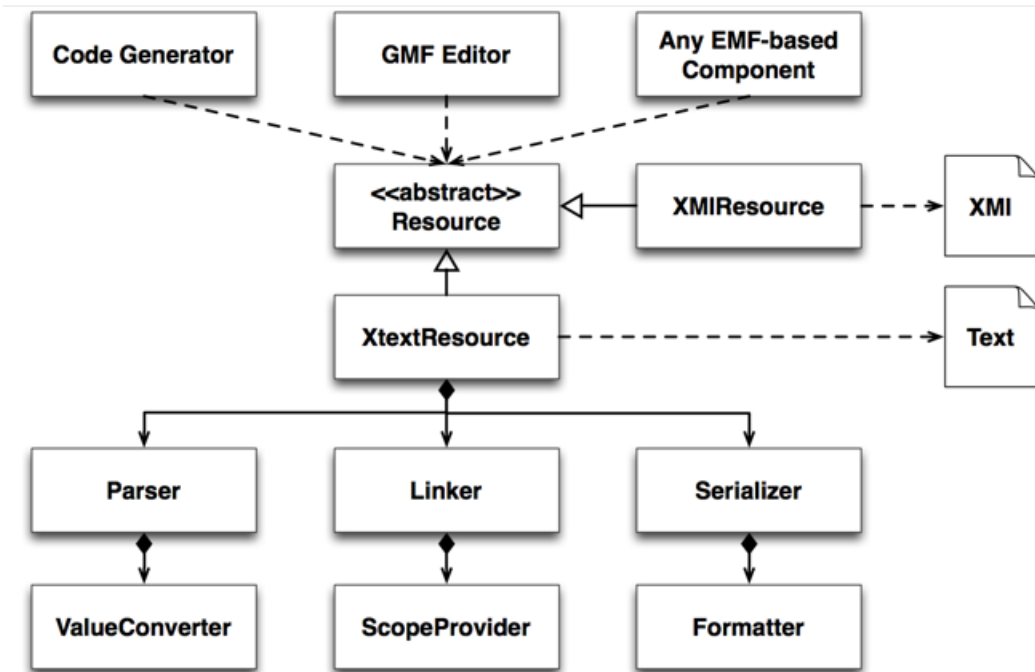 Code Generator
GMF Editor
Any EMF-based
Component
<<abstract>>
Resource
XMIResource
XMI
XtextResource
Text
Parser
Linker
Serializer
ValueConverter
ScopeProvider
Formatter